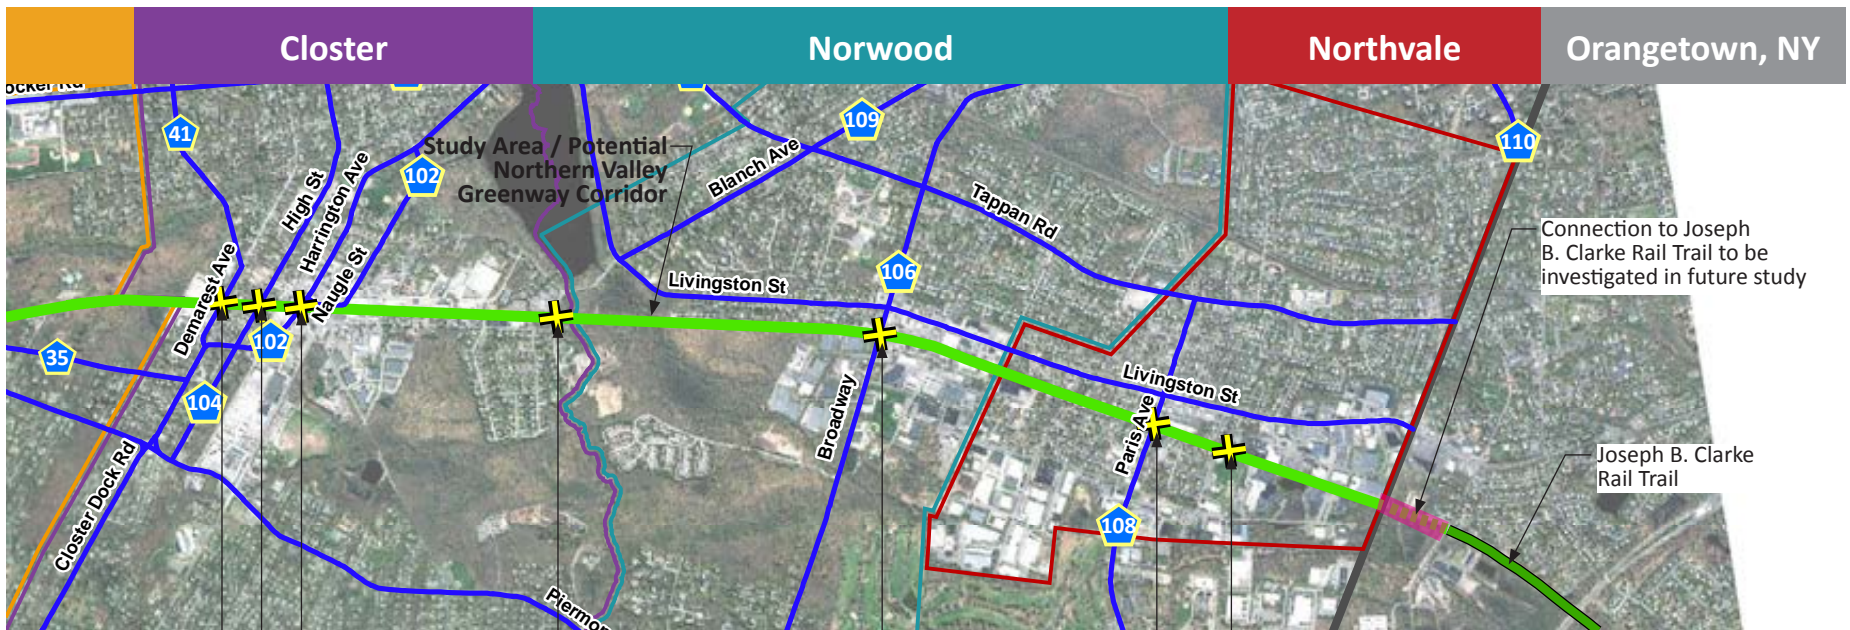 Closter
Norwood
Northvale
Orangetown, NY
ocker Rd
41
109
110
Study Area / Potential
Northern Valley
Greenway Corridor
102
Blanch Ave
High St
Harrington Ave
Tappan Rd
Connection to Joseph
B. Clarke Rail Trail to be
investigated in future study
Demarest Ave
Naugle St
Livingston St
106
35
102
104
Livingston St
Broadway
Paris Ave
Closter Dock Rd
Joseph B. Clarke
Rail Trail
108
Piermon